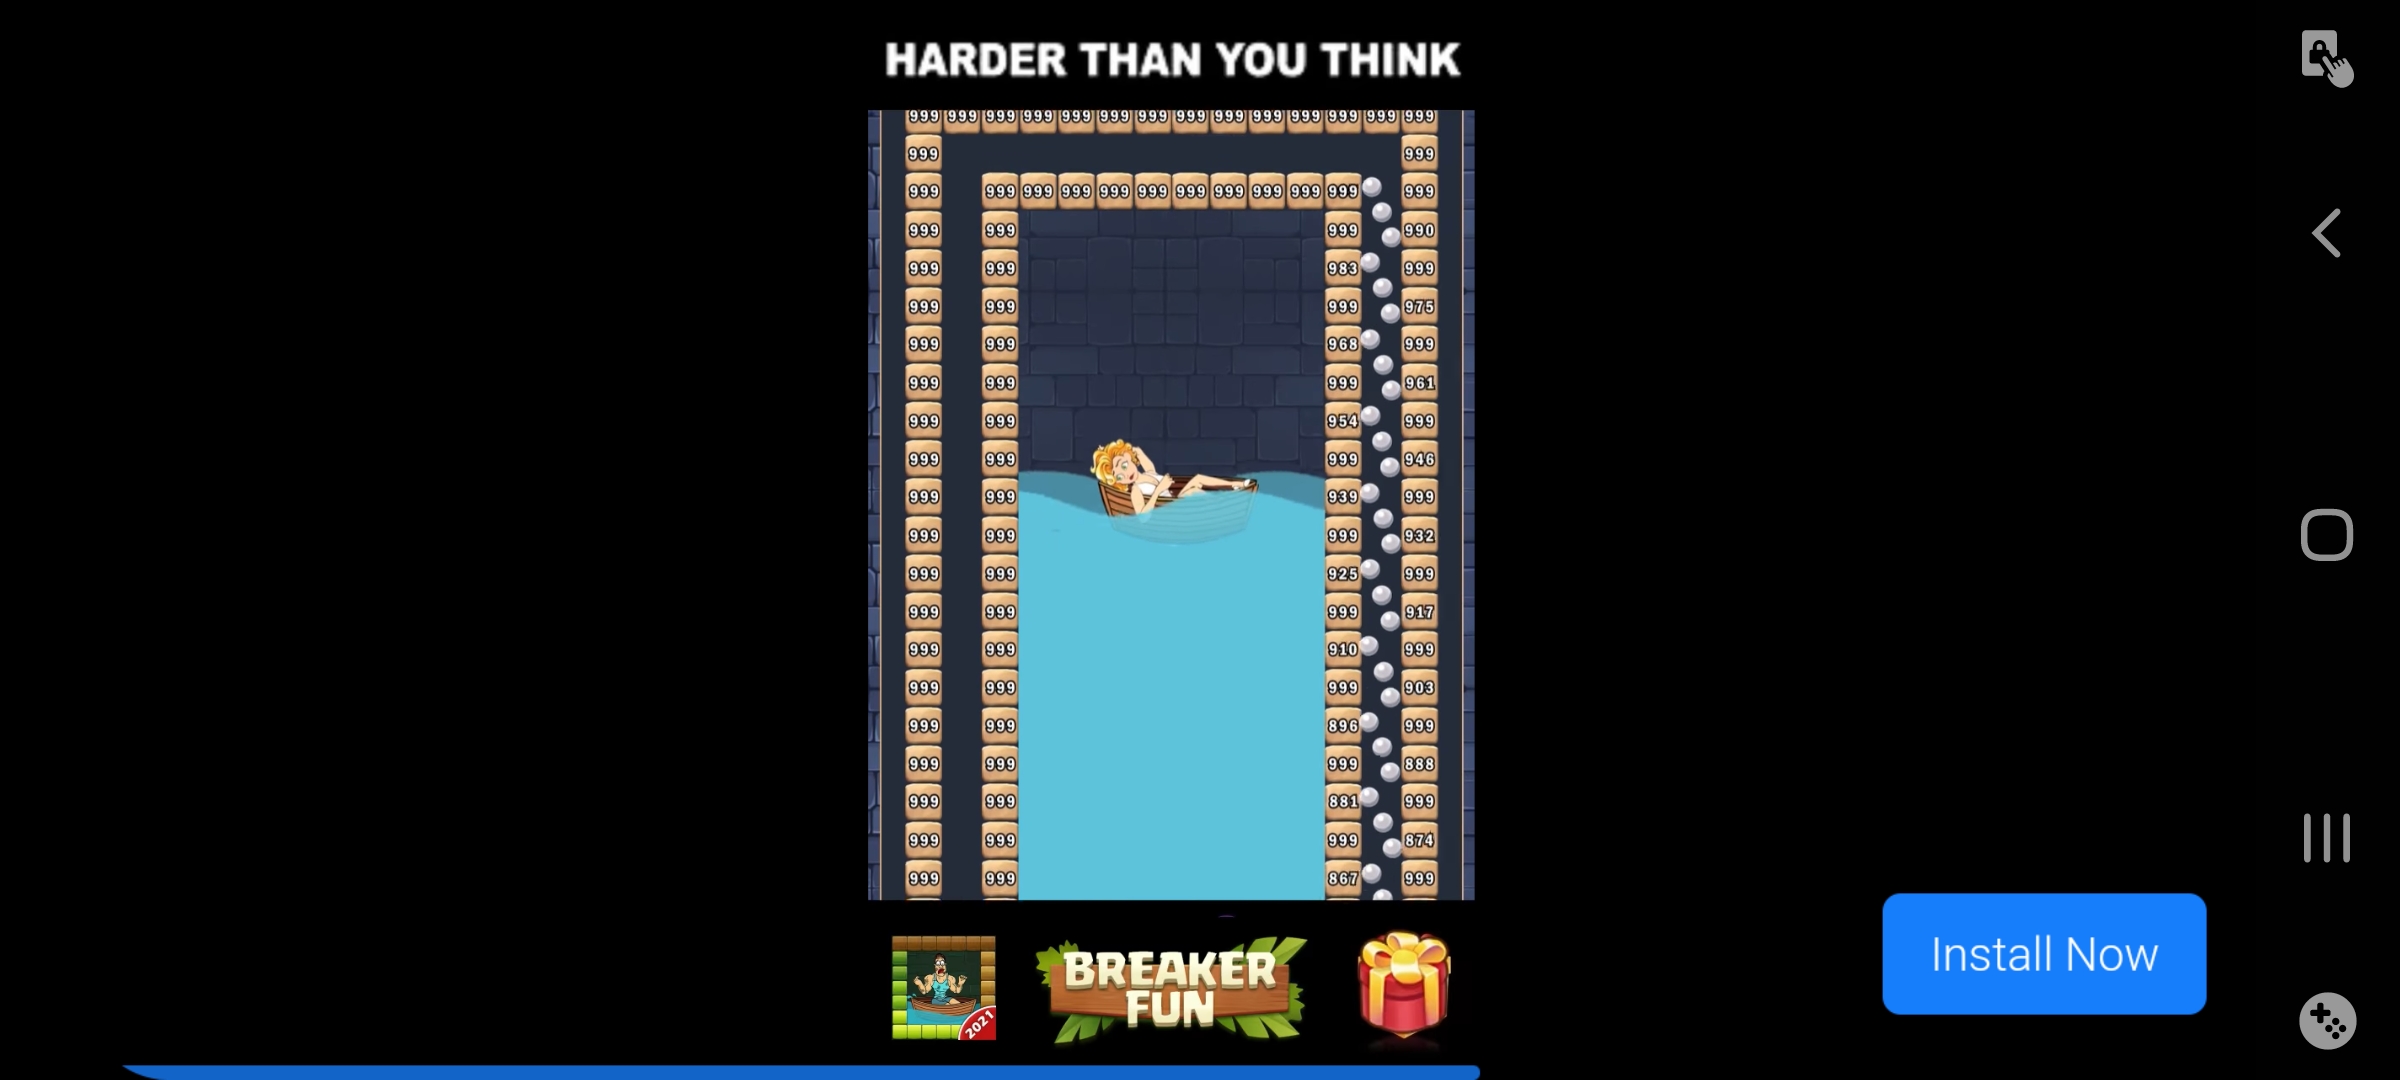 HARDER THAN YOU THINK
999 999 999 999 999 999 999 999 999 999 999 999 999 999
999 999
999 999 999 999 999 999 999 999 999 999 999 999
999 999 999 990
999 999 983 999
999 999 999 975
999 999 968 999
999 999 999 961
999 999 954 999
999 999 999 946
999 999 939 999
999 999 999 932
999 999 925 999
999 999 999 917
999 999 910 999
999 999 999 903
999 999 896 999
999 999 999 888
999 999 881 999
999 999 999 874
999 999 867 999
2021
BREAKER
FUN
Install Now